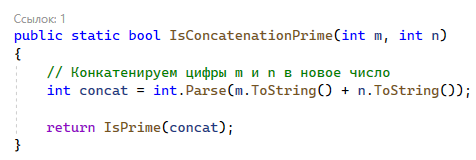 Ссылок: 1
public static bool IsConcatenationPrime(int m, int n)
{
// Конкатенируем цифры m и n в новое число
int concat = int.Parse(m.ToString() + n.ToString());
return IsPrime(concat);
}